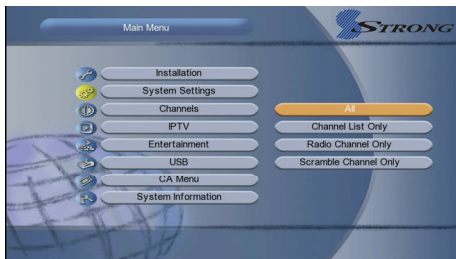 Main Menu
STRONG
Installation
System Settings
Channels
IPTV
Entertainment
USB
CA Menu
System Information
All
Channel List Only
Radio Channel Only
Scramble Channel Only